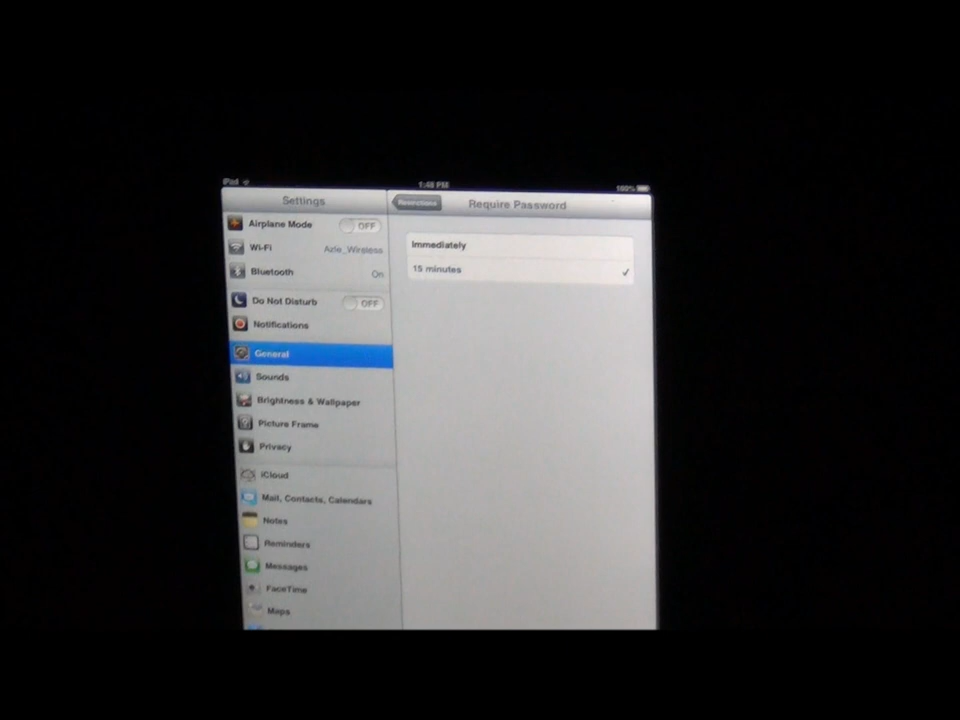 iPad 1:48 PM 100%
Settings
Restrictions Require Password
Airplane Mode OFF
Wi-Fi Azle_Wireless
Bluetooth On
Do Not Disturb OFF
Notifications
General
Sounds
Brightness & Wallpaper
Picture Frame
Privacy
iCloud
Mail, Contacts, Calendars
Notes
Reminders
Messages
FaceTime
Maps
Immediately
15 minutes